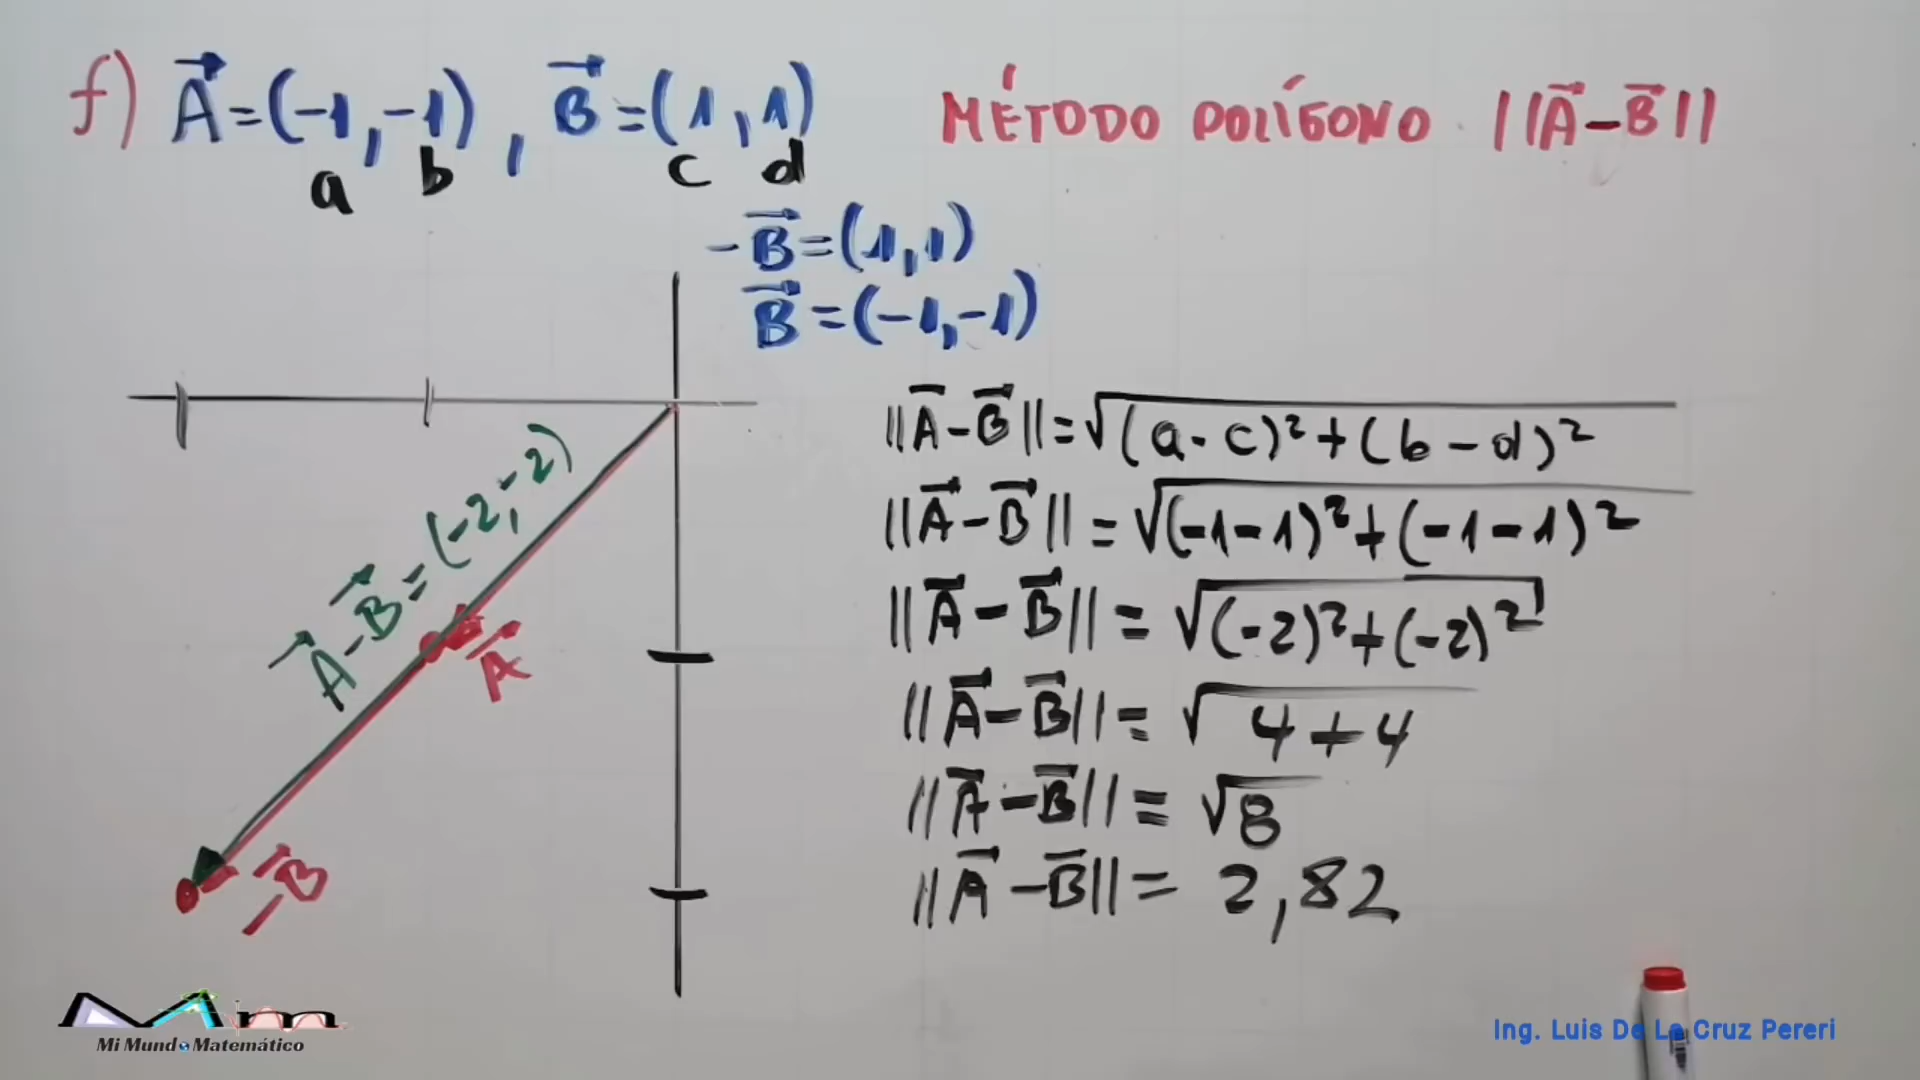 f) A = (-1, -1), B = (1, 1)
a b c d
MÉTODO POLÍGONO ||A - B||
-B = (1, 1)
B = (-1, -1)
A - B = (-2, -2)
A
-B
||A - B|| = √(a - c)² + (b - d)²
||A - B|| = √(-1 - 1)² + (-1 - 1)²
||A - B|| = √(-2)² + (-2)²
||A - B|| = √4 + 4
||A - B|| = √8
||A - B|| = 2,82
Mim
Mi Mundo Matemático
Ing. Luis De La Cruz Pereri